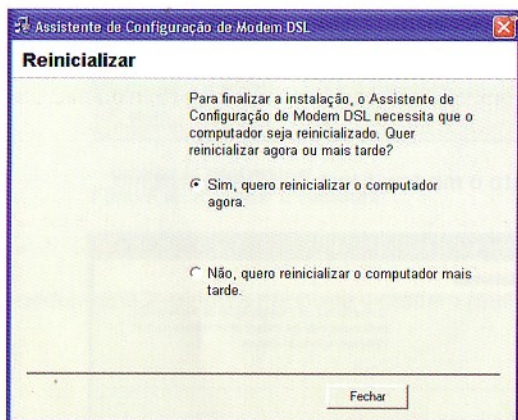 Assistente de Configuração de Modem DSL
Reinicializar
Para finalizar a instalação, o Assistente de
Configuração de Modem DSL necessita que o
computador seja reinicializado. Quer
reinicializar agora ou mais tarde?
Sim, quero reinicializar o computador
agora.
Não, quero reinicializar o computador mais
tarde.
Fechar